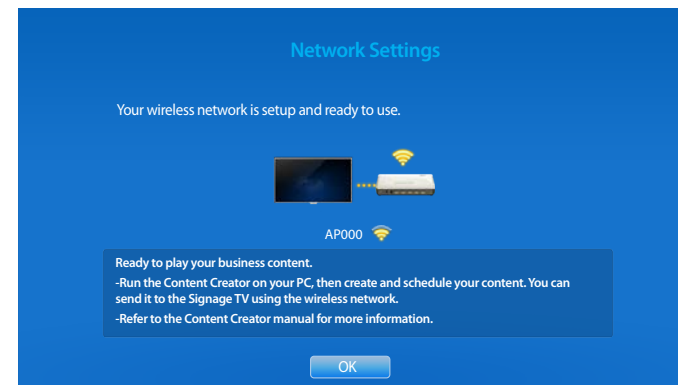 Network Settings
Your wireless network is setup and ready to use.
AP000
Ready to play your business content.
-Run the Content Creator on your PC, then create and schedule your content. You can
send it to the Signage TV using the wireless network.
-Refer to the Content Creator manual for more information.
OK